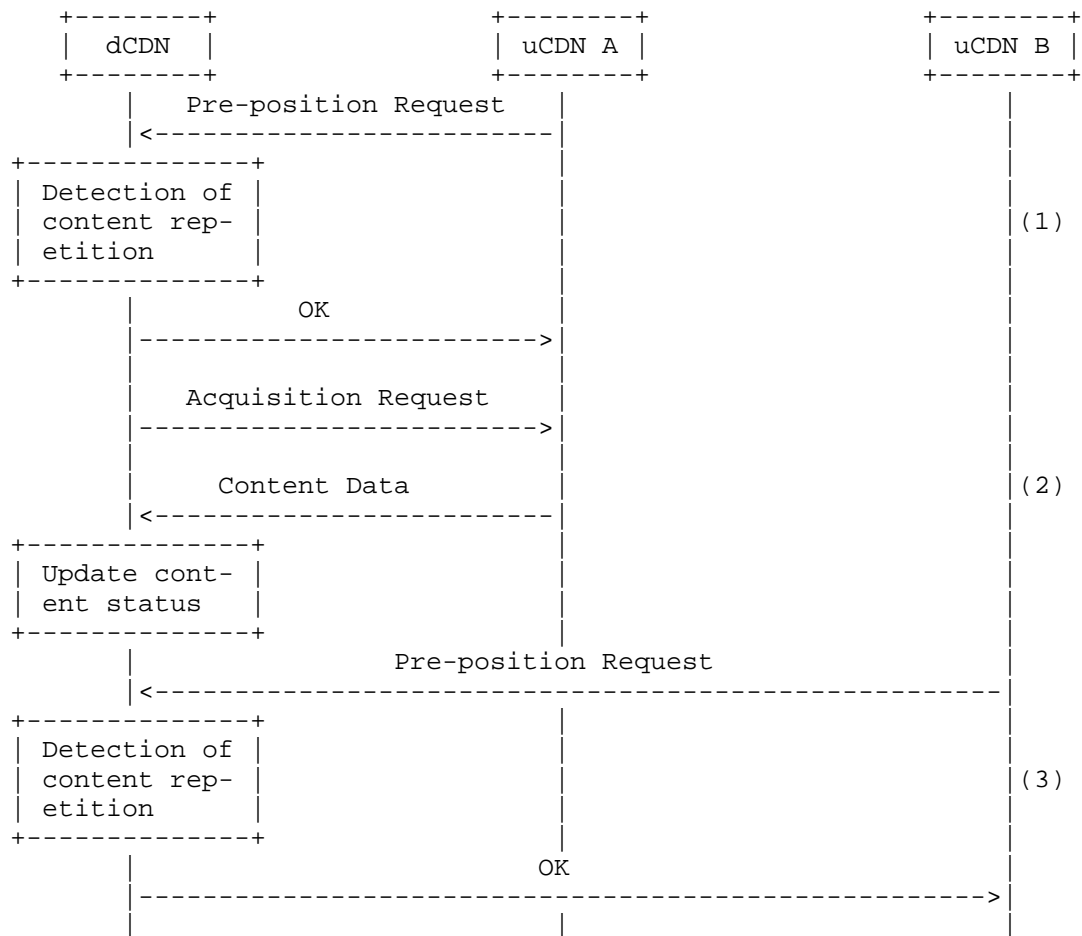 dCDN uCDN A uCDN B
Pre-position Request
Detection of
content rep-
etition
(1)
OK
Acquisition Request
Content Data
(2)
Update cont-
ent status
Pre-position Request
Detection of
content rep-
etition
(3)
OK